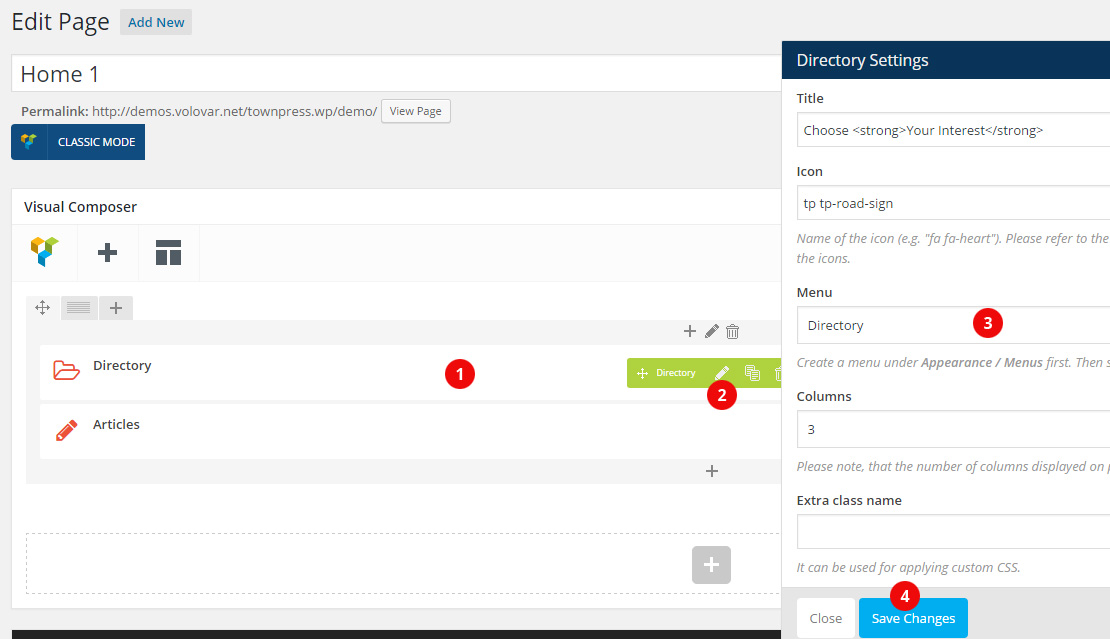 Edit Page Add New
Home 1
Permalink: http://demos.volovar.net/townpress.wp/demo/ View Page
CLASSIC MODE
Visual Composer
Directory
1
Directory
2
Articles
Directory Settings
Title
Choose <strong>Your Interest</strong>
Icon
tp tp-road-sign
Name of the icon (e.g. "fa fa-heart"). Please refer to the
the icons.
Menu
Directory
3
Create a menu under Appearance / Menus first. Then s
Columns
3
Please note, that the number of columns displayed on p
Extra class name
It can be used for applying custom CSS.
4
Close
Save Changes